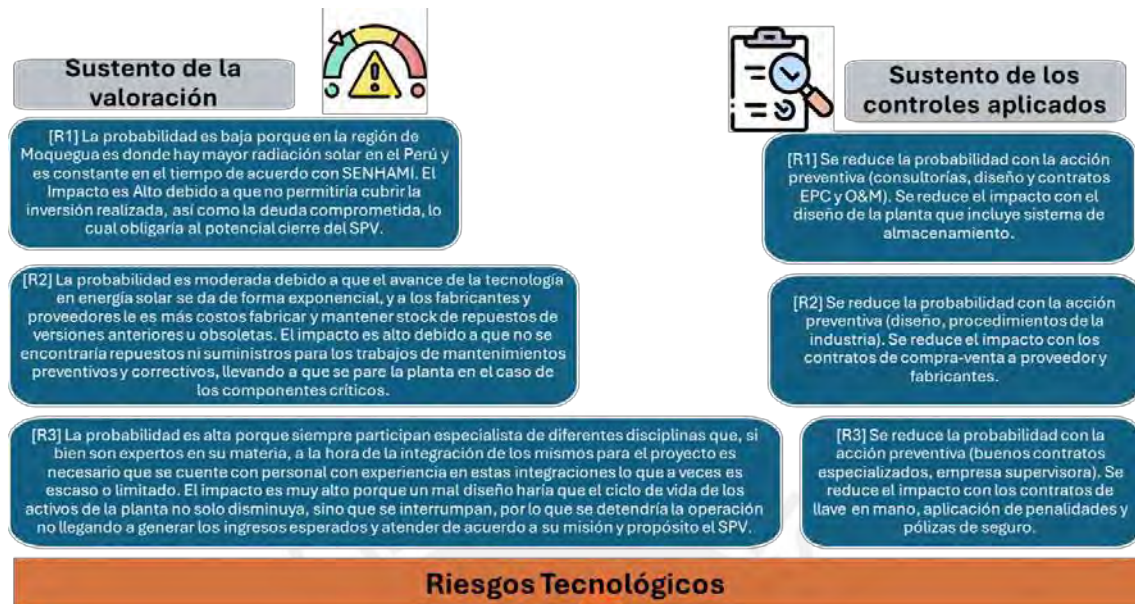 Sustento de la
valoración
[R1] La probabilidad es baja porque en la región de
Moquegua es donde hay mayor radiación solar en el Perú y
es constante en el tiempo de acuerdo con SENHAMI. El
Impacto es Alto debido a que no permitiría cubrir la
inversión realizada, así como la deuda comprometida, lo
cual obligaría al potencial cierre del SPV.
[R2] La probabilidad es moderada debido a que el avance de la tecnología
en energía solar se da de forma exponencial, y a los fabricantes y
proveedores le es más costos fabricar y mantener stock de repuestos de
versiones anteriores u obsoletas. El impacto es alto debido a que no se
encontraría repuestos ni suministros para los trabajos de mantenimientos
preventivos y correctivos, llevando a que se pare la planta en el caso de
los componentes críticos.
[R3] La probabilidad es alta porque siempre participan especialista de diferentes disciplinas que, si
bien son expertos en su materia, a la hora de la integración de los mismos para el proyecto es
necesario que se cuente con personal con experiencia en estas integraciones lo que a veces es
escaso o limitado. El impacto es muy alto porque un mal diseño haría que el ciclo de vida de los
activos de la planta no solo disminuya, sino que se interrumpan, por lo que se detendría la operación
no llegando a generar los ingresos esperados y atender de acuerdo a su misión y propósito el SPV.
Sustento de los
controles aplicados
[R1] Se reduce la probabilidad con la acción
preventiva (consultorías, diseño y contratos
EPC y O&M). Se reduce el impacto con el
diseño de la planta que incluye sistema de
almacenamiento.
[R2] Se reduce la probabilidad con la acción
preventiva (diseño, procedimientos de la
industria). Se reduce el impacto con los
contratos de compra-venta a proveedor y
fabricantes.
[R3] Se reduce la probabilidad con la
acción preventiva (buenos contratos
especializados, empresa supervisora). Se
reduce el impacto con los contratos de
llave en mano, aplicación de penalidades y
pólizas de seguro.
Riesgos Tecnológicos